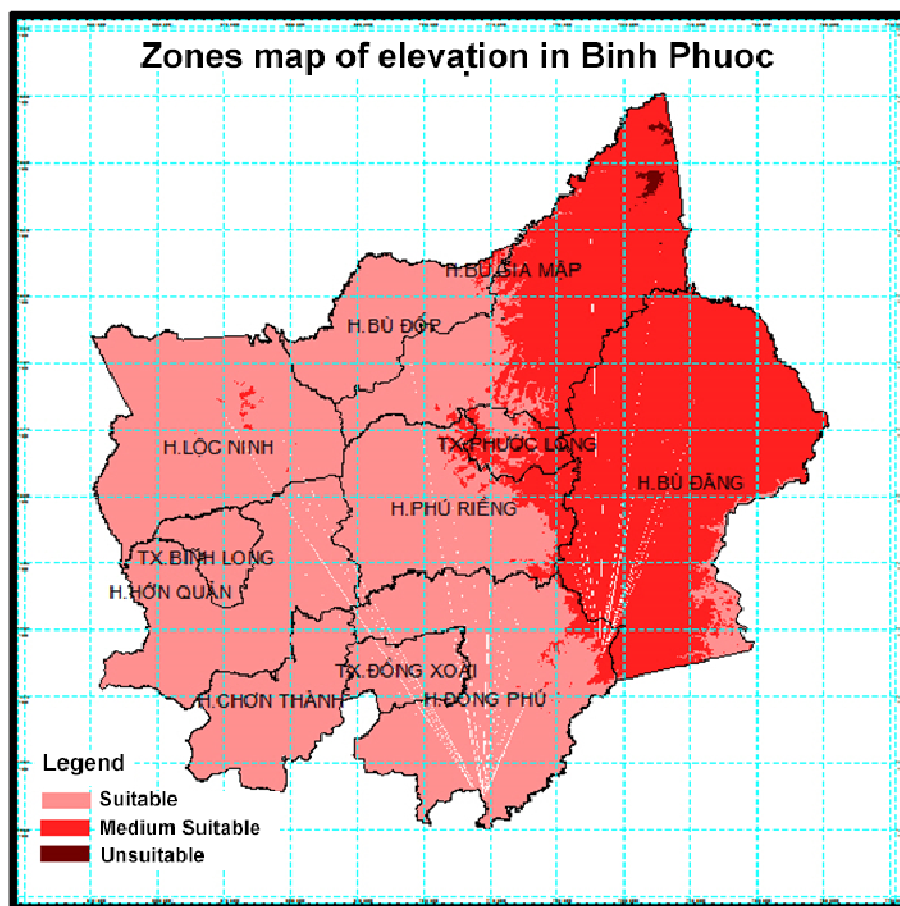 Zones map of elevation in Binh Phuoc
H.BÙ GIA MẬP
H.BÙ ĐỐP
H.LỘC NINH
TX.PHƯỚC LONG
H.BÙ ĐĂNG
H.PHÚ RIỀNG
TX.BÌNH LONG
H.HỚN QUẢN
TX.ĐỒNG XOÀI
H.CHƠN THÀNH
H.ĐỒNG PHÚ
Legend
Suitable
Medium Suitable
Unsuitable